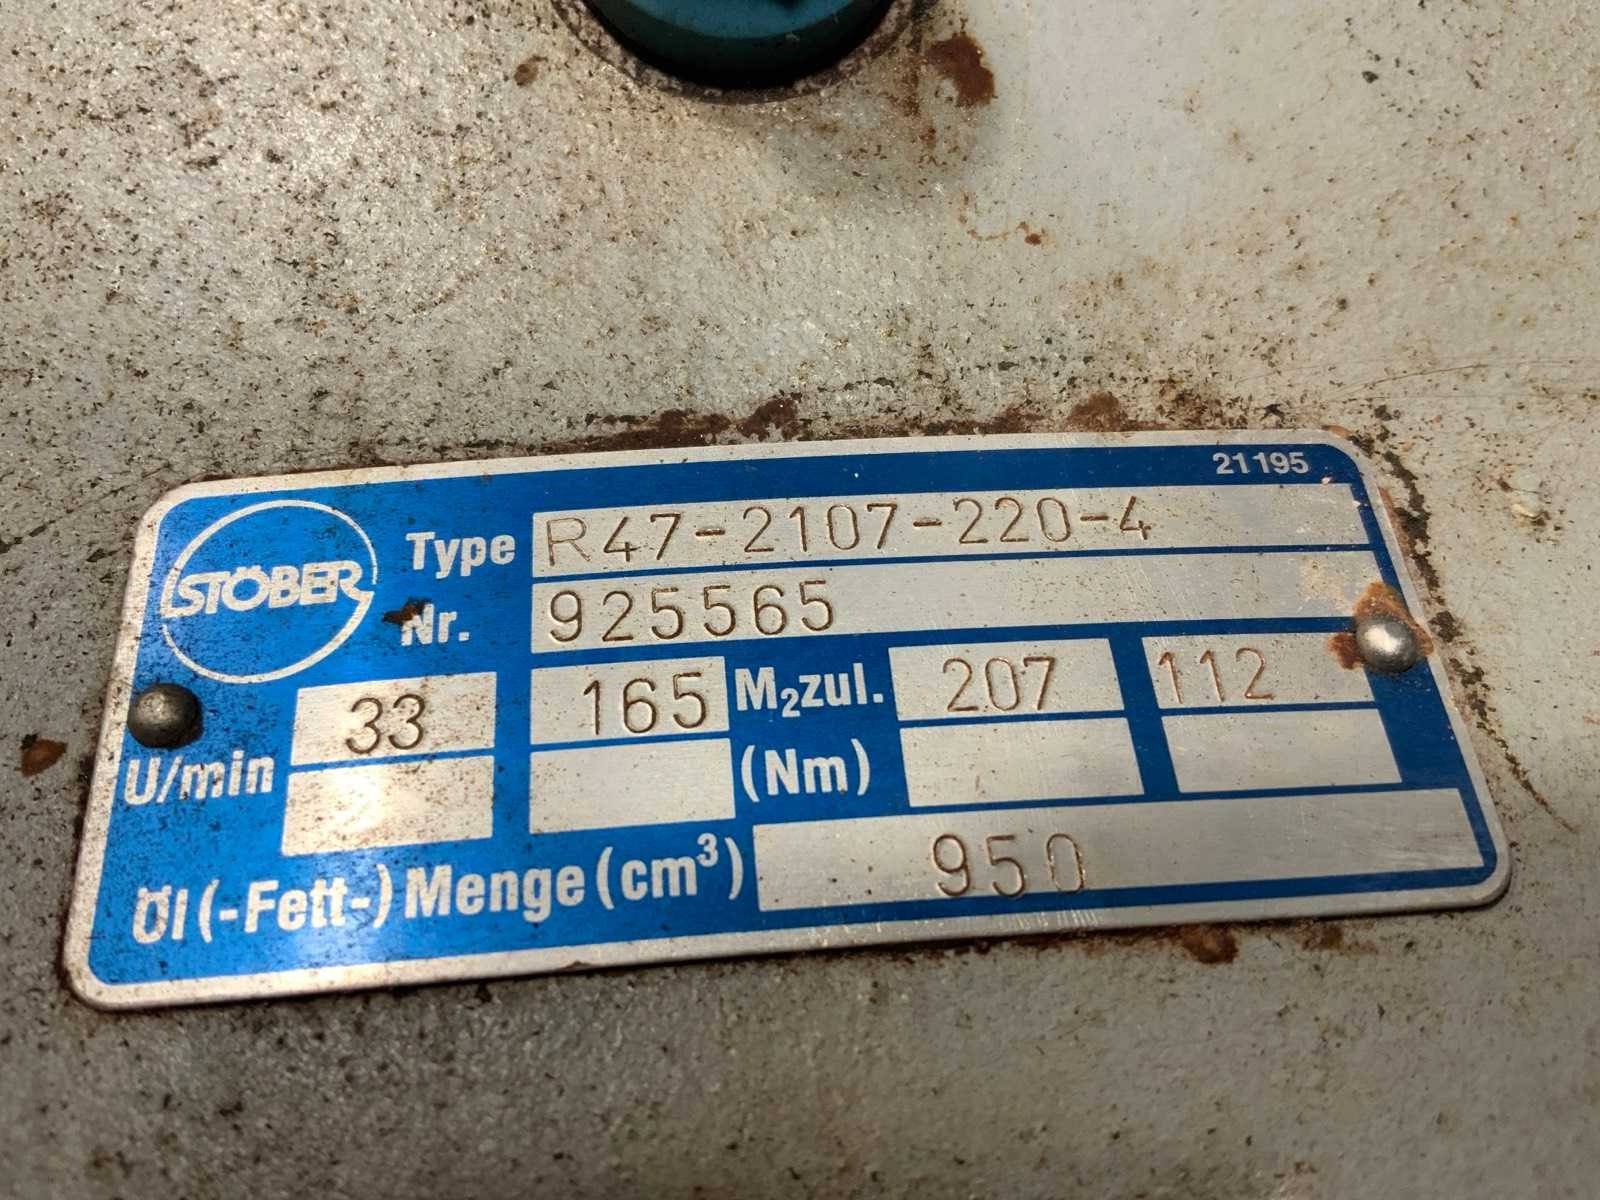 21195
STÖBER
Type R47-2107-220-4
Nr. 925565
U/min 33 165 M₂zul. (Nm) 207 112
Öl (-Fett-) Menge (cm³) 950